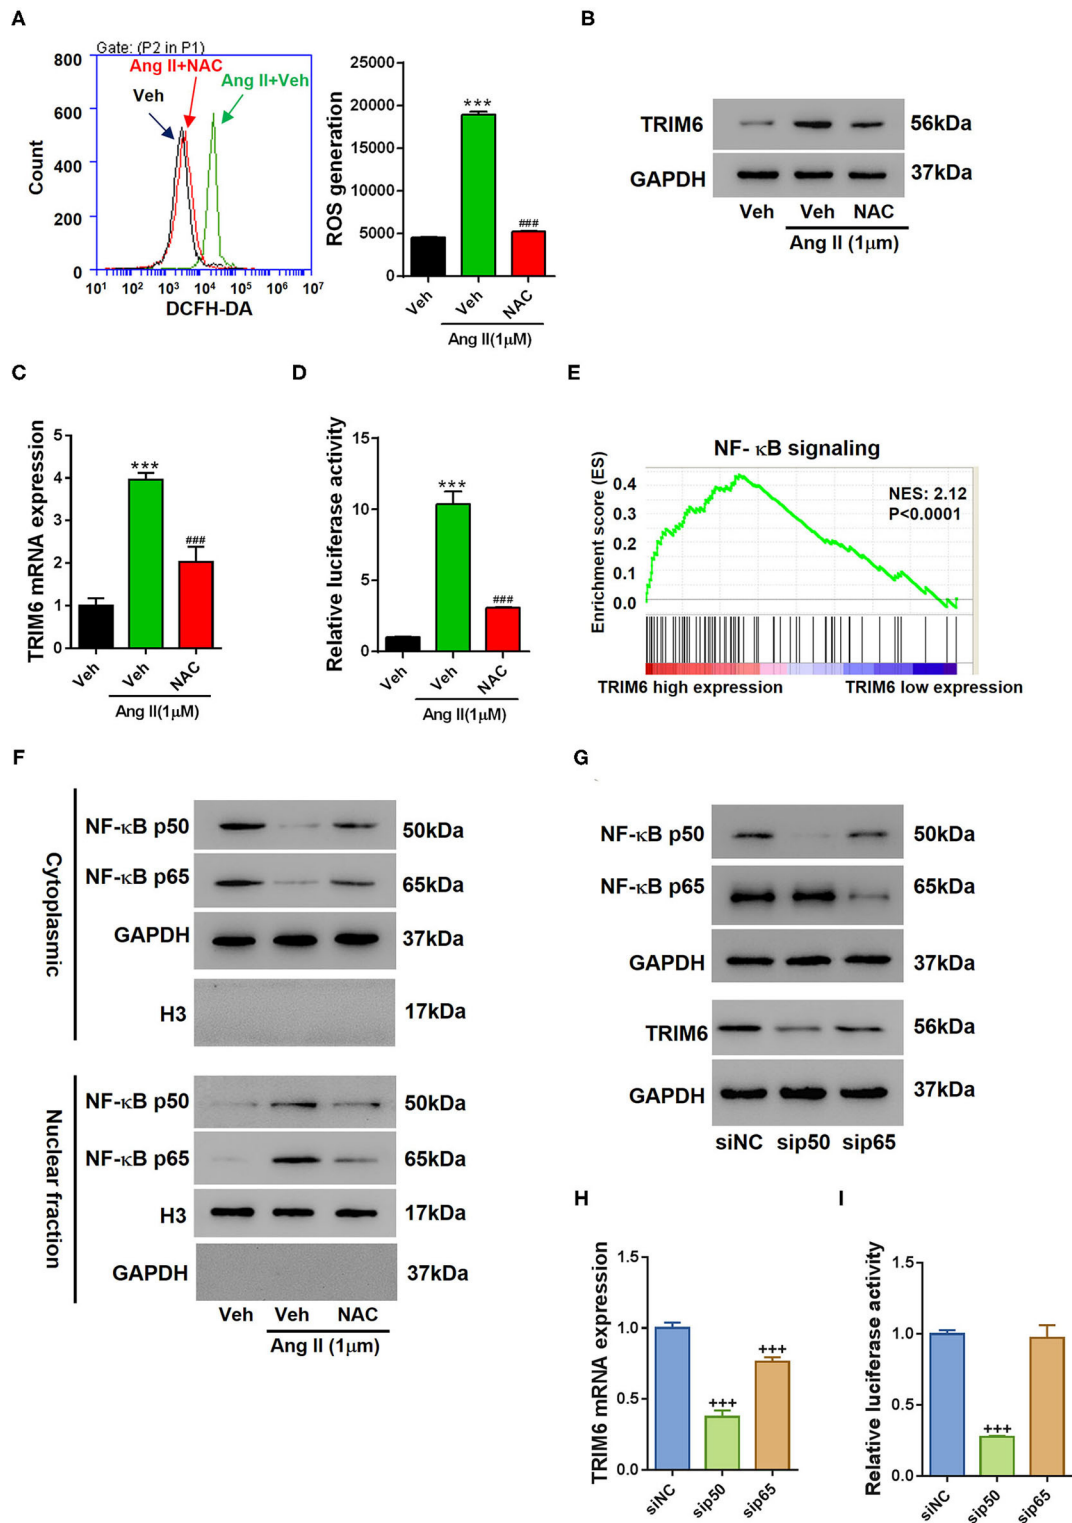 A
Gate: (P2 in P1)
Ang II+NAC
Veh
Ang II+Veh
Count
800
600
400
200
0
10¹ 10² 10³ 10⁴ 10⁵ 10⁶ 10⁷
DCFH-DA
ROS generation
25000
20000
15000
10000
5000
0
***
###
Veh Veh NAC
Ang II(1μM)
B
TRIM6 56kDa
GAPDH 37kDa
Veh Veh NAC
Ang II (1μm)
C
TRIM6 mRNA expression
5
4
3
2
1
0
***
###
Veh Veh NAC
Ang II(1μM)
D
Relative luciferase activity
15
10
5
0
***
###
Veh Veh NAC
Ang II(1μM)
E
NF- κB signaling
Enrichment score (ES)
0.4
0.3
0.2
0.1
0.0
NES: 2.12
P<0.0001
TRIM6 high expression TRIM6 low expression
F
Cytoplasmic
NF-κB p50 50kDa
NF-κB p65 65kDa
GAPDH 37kDa
H3 17kDa
Nuclear fraction
NF-κB p50 50kDa
NF-κB p65 65kDa
H3 17kDa
GAPDH 37kDa
Veh Veh NAC
Ang II (1μm)
G
NF-κB p50 50kDa
NF-κB p65 65kDa
GAPDH 37kDa
TRIM6 56kDa
GAPDH 37kDa
siNC sip50 sip65
H
TRIM6 mRNA expression
1.5
1.0
0.5
0.0
+++
+++
siNC sip50 sip65
I
Relative luciferase activity
1.5
1.0
0.5
0.0
+++
siNC sip50 sip65